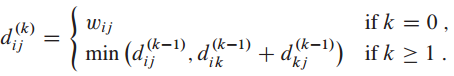 d_{ij}^{(k)} = { w_{ij} if k = 0 ,
min (d_{ij}^{(k−1)}, d_{ik}^{(k−1)} + d_{kj}^{(k−1)}) if k ≥ 1 .